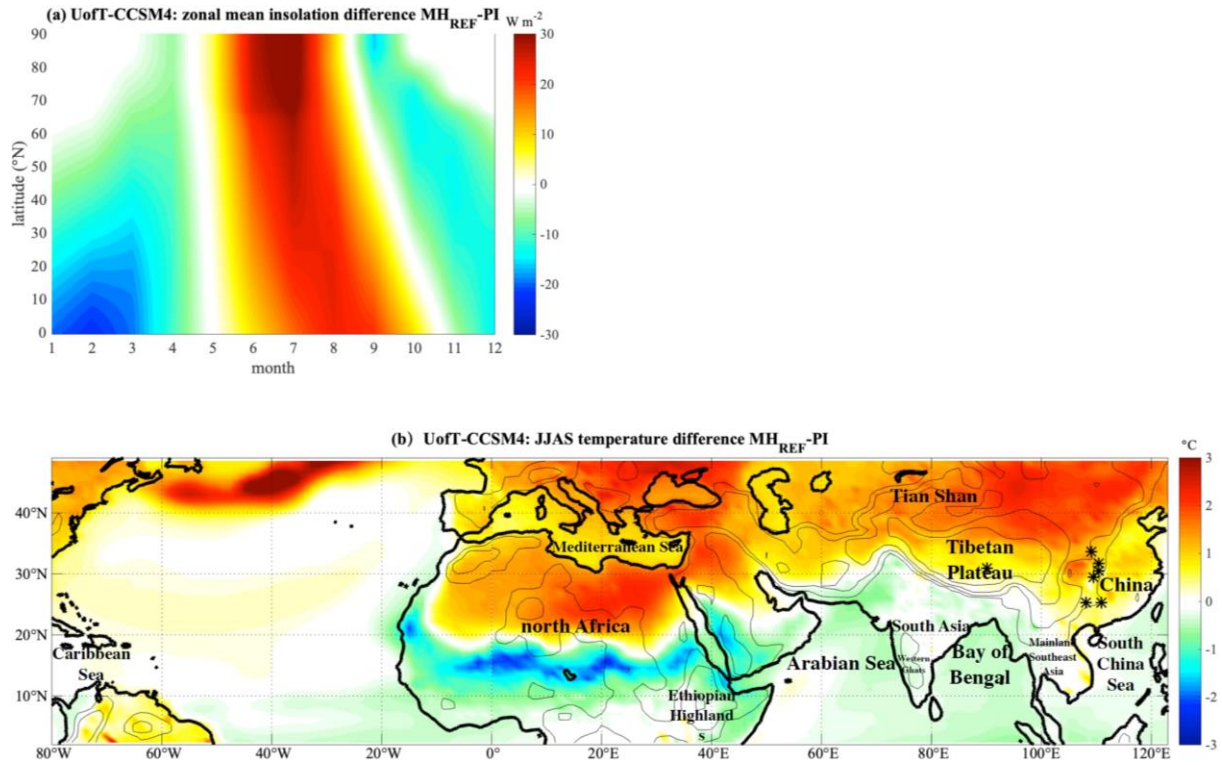 (a) UofT-CCSM4: zonal mean insolation difference MH_REF-PI
W m-2
90
80
70
60
50
40
30
20
10
0
latitude (°N)
1 2 3 4 5 6 7 8 9 10 11 12
month
30
20
10
0
-10
-20
-30
(b) UofT-CCSM4: JJAS temperature difference MH_REF-PI
°C
3
2
1
0
-1
-2
-3
40°N
30°N
20°N
10°N
Tian Shan
Mediterranean Sea
Tibetan
Plateau
China
north Africa
South Asia
Caribbean
Sea
Arabian Sea
Western
Ghats
Bay of
Bengal
Mainland
Southeast
Asia
South
China
Sea
Ethiopian
Highland
s
80°W 60°W 40°W 20°W 0°E 20°E 40°E 60°E 80°E 100°E 120°E